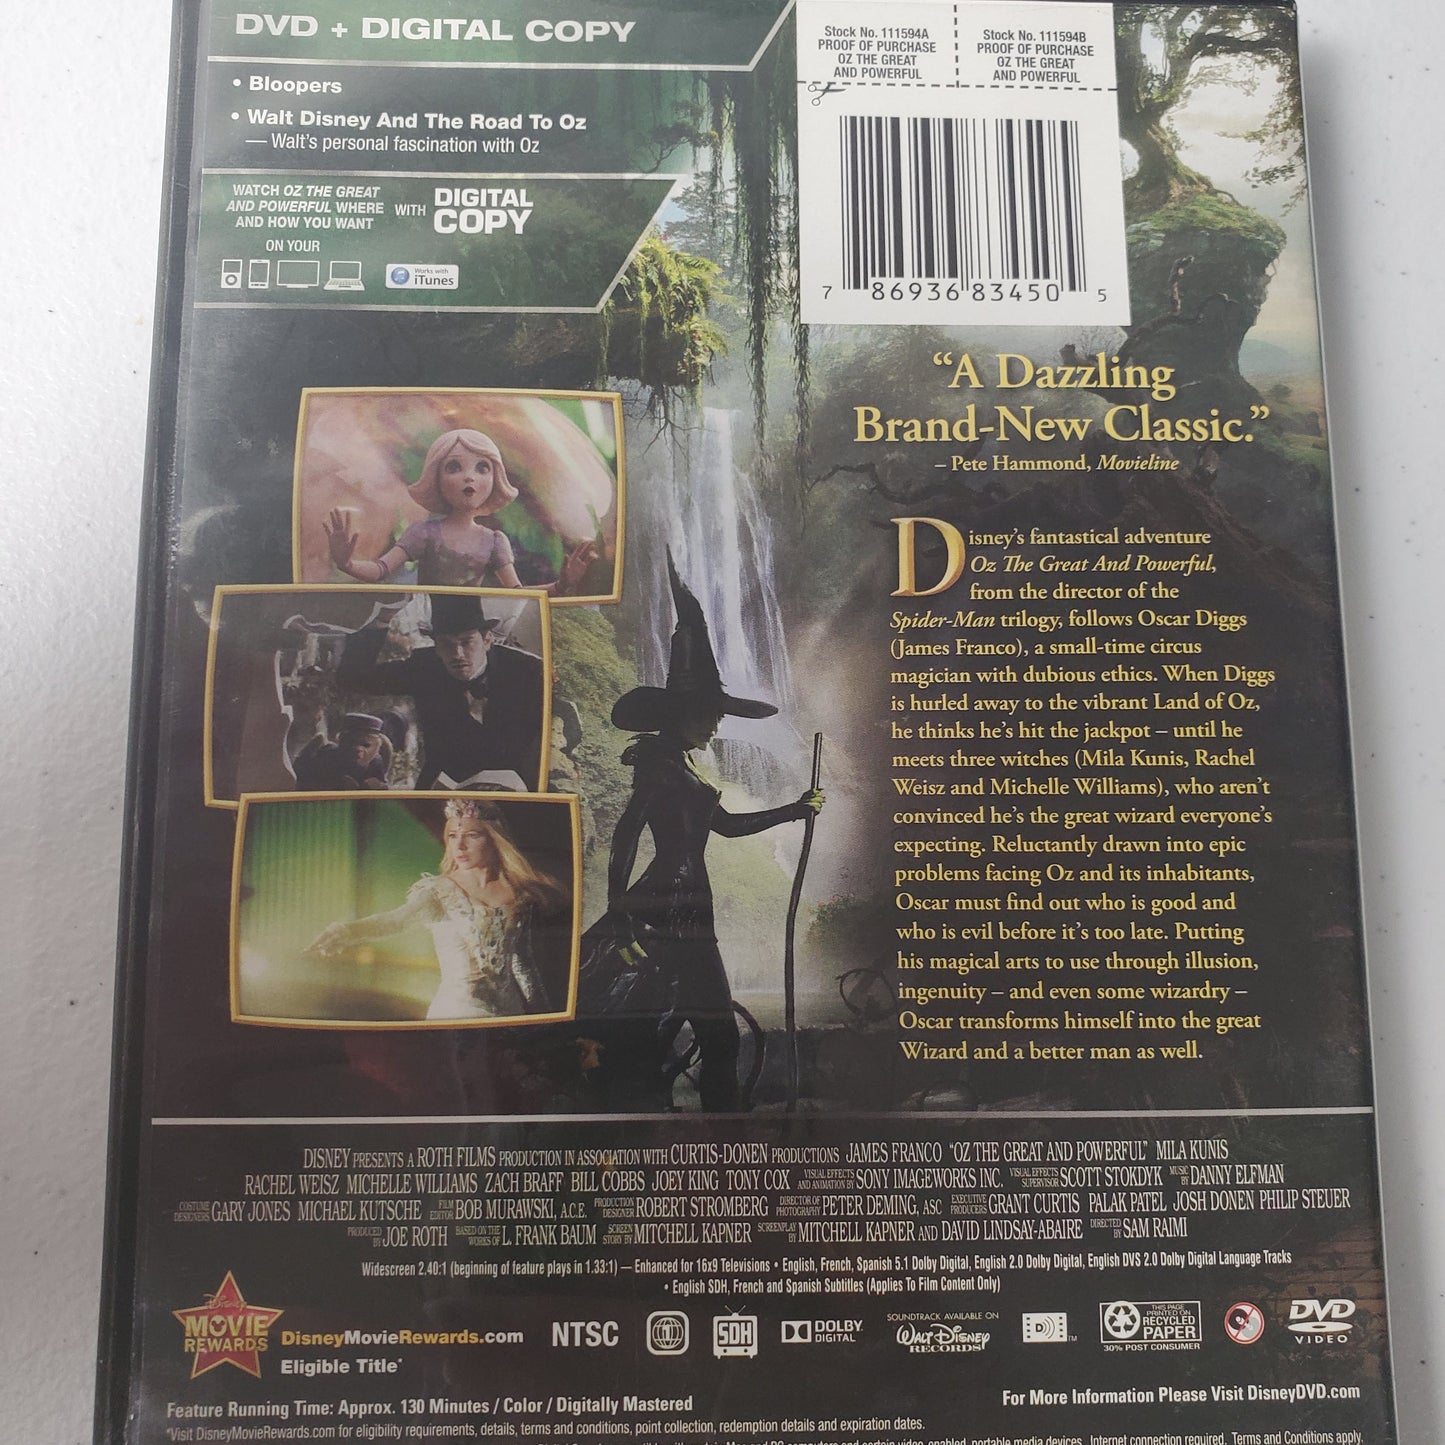 DVD + DIGITAL COPY
• Bloopers
• Walt Disney And The Road To Oz
— Walt's personal fascination with Oz
WATCH OZ THE GREAT
AND POWERFUL WHERE
AND HOW YOU WANT
WITH DIGITAL COPY
ON YOUR
Works with
iTunes
Stock No. 111594A
PROOF OF PURCHASE
OZ THE GREAT
AND POWERFUL
Stock No. 111594B
PROOF OF PURCHASE
OZ THE GREAT
AND POWERFUL
7 86936 83450 5
“A Dazzling
Brand-New Classic.”
– Pete Hammond, Movieline
Disney's fantastical adventure
Oz The Great And Powerful,
from the director of the
Spider-Man trilogy, follows Oscar Diggs
(James Franco), a small-time circus
magician with dubious ethics. When Diggs
is hurled away to the vibrant Land of Oz,
he thinks he's hit the jackpot – until he
meets three witches (Mila Kunis, Rachel
Weisz and Michelle Williams), who aren't
convinced he's the great wizard everyone's
expecting. Reluctantly drawn into epic
problems facing Oz and its inhabitants,
Oscar must find out who is good and
who is evil before it's too late. Putting
his magical arts to use through illusion,
ingenuity – and even some wizardry –
Oscar transforms himself into the great
Wizard and a better man as well.
DISNEY PRESENTS A ROTH FILMS PRODUCTION IN ASSOCIATION WITH CURTIS-DONEN PRODUCTIONS JAMES FRANCO “OZ THE GREAT AND POWERFUL” MILA KUNIS
RACHEL WEISZ MICHELLE WILLIAMS ZACH BRAFF BILL COBBS JOEY KING TONY COX VISUAL EFFECTS AND ANIMATION BY SONY IMAGEWORKS INC. VISUAL EFFECTS SUPERVISOR SCOTT STOKDYK MUSIC BY DANNY ELFMAN
COSTUME DESIGNERS GARY JONES MICHAEL KUTSCHE FILM EDITOR BOB MURAWSKI, A.C.E. PRODUCTION DESIGNER ROBERT STROMBERG DIRECTOR OF PHOTOGRAPHY PETER DEMING, ASC EXECUTIVE PRODUCERS GRANT CURTIS PALAK PATEL JOSH DONEN PHILIP STEUER
PRODUCED BY JOE ROTH BASED ON THE WORKS OF L. FRANK BAUM SCREEN STORY BY MITCHELL KAPNER SCREENPLAY BY MITCHELL KAPNER AND DAVID LINDSAY-ABAIRE DIRECTED BY SAM RAIMI
Widescreen 2.40:1 (beginning of feature plays in 1.33:1) — Enhanced for 16x9 Televisions • English, French, Spanish 5.1 Dolby Digital, English 2.0 Dolby Digital, English DVS 2.0 Dolby Digital Language Tracks
• English SDH, French and Spanish Subtitles (Applies To Film Content Only)
Disney
MOVIE
REWARDS
DisneyMovieRewards.com
Eligible Title*
NTSC
1
SDH
DOLBY
DIGITAL
SOUNDTRACK AVAILABLE ON
WALT DISNEY
RECORDS
D)))
TM
THIS PAGE
PRINTED ON
RECYCLED
PAPER
30% POST CONSUMER
DVD
VIDEO
Feature Running Time: Approx. 130 Minutes / Color / Digitally Mastered
For More Information Please Visit DisneyDVD.com
*Visit DisneyMovieRewards.com for eligibility requirements, details, terms and conditions, point collection, redemption details and expiration dates.
Internet connection required. Terms and Conditions apply.